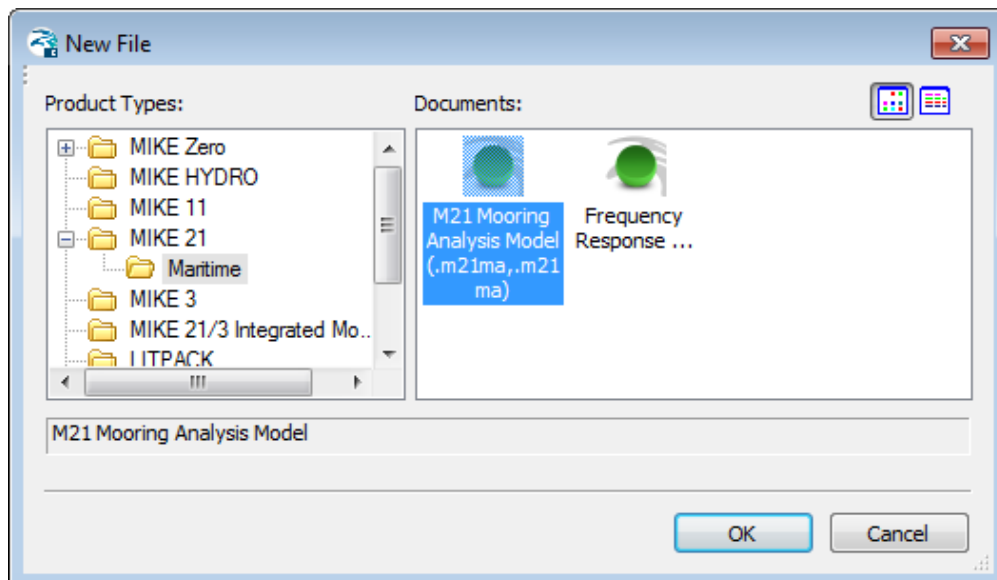 New File
Product Types:
Documents:
MIKE Zero
MIKE HYDRO
MIKE 11
MIKE 21
Maritime
MIKE 3
MIKE 21/3 Integrated Mo..
LITPACK
M21 Mooring
Analysis Model
(.m21ma,.m21
ma)
Frequency
Response ...
M21 Mooring Analysis Model
OK
Cancel